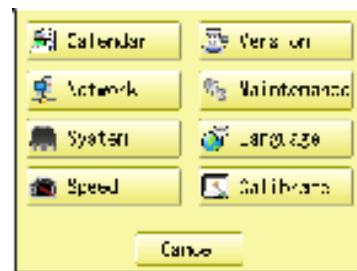 Calendar
Version
Network
Maintenance
System
Language
Speed
Calibrate
Cancel